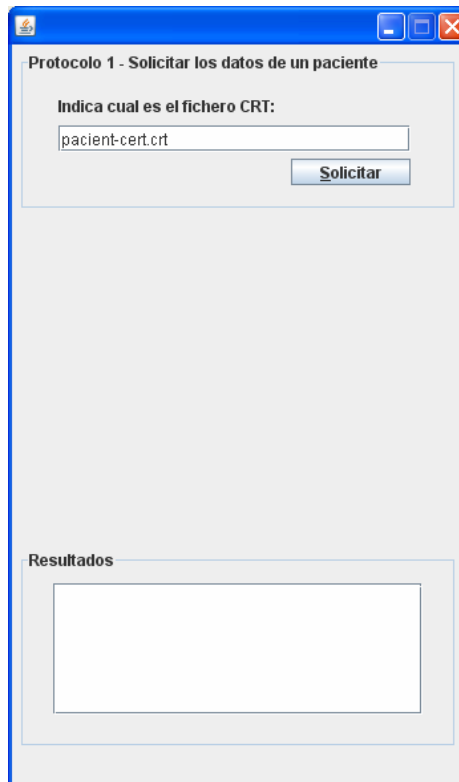 Protocolo 1 - Solicitar los datos de un paciente
Indica cual es el fichero CRT:
pacient-cert.crt
Solicitar
Resultados